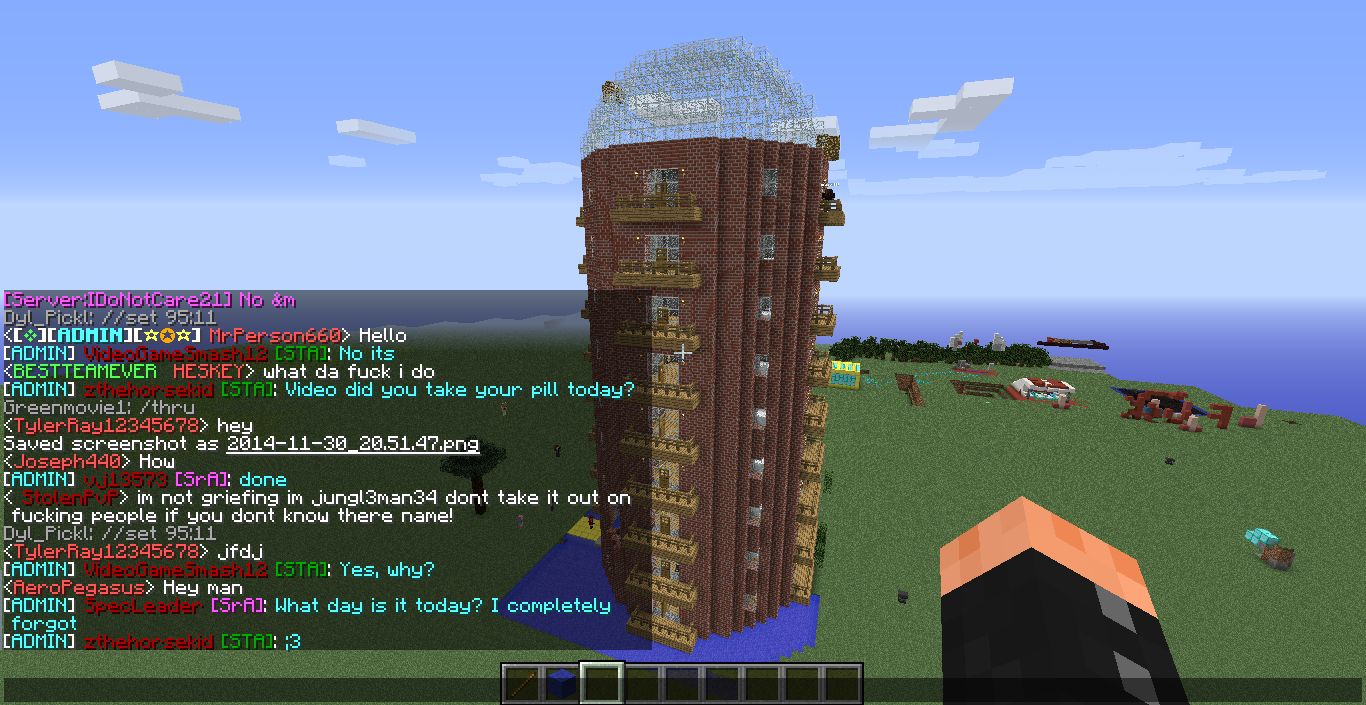 [Server:IDoNotCare21] No &m
Dyl_Pickl: //set 95:11
<[❖][ADMIN][☆✪☆] MrPerson660> Hello
[ADMIN] VideoGameSmash12 [STA]: No its
<BESTTEAMEVER HESKEY> what da fuck i do
[ADMIN] zthehorsekid [STA]: Video did you take your pill today?
Greenmovie1: /thru
<TylerRay12345678> hey
Saved screenshot as 2014-11-30_20.51.47.png
<Joseph440> How
[ADMIN] vj13573 [SrA]: done
< StolenPvP> im not griefing im jungl3man34 dont take it out on
fucking people if you dont know there name!
Dyl_Pickl: //set 95:11
<TylerRay12345678> jfdj
[ADMIN] VideoGameSmash12 [STA]: Yes, why?
<AeroPegasus> Hey man
[ADMIN] SpecLeader [SrA]: What day is it today? I completely
forgot
[ADMIN] zthehorsekid [STA]: ;3